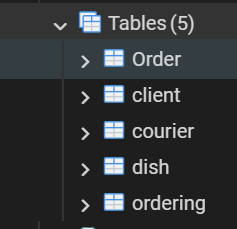 Tables (5)
Order
client
courier
dish
ordering